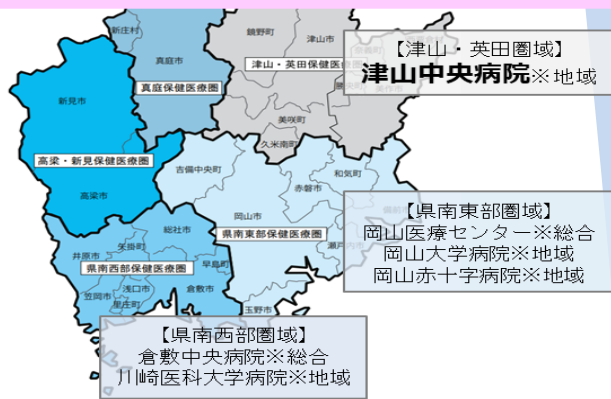 新庄村
真庭市
真庭保健医療圏
鏡野町
津山市
津山・英田保健医療圏
美咲町
久米南町
【津山・英田圏域】
津山中央病院※地域
新見市
高梁・新見保健医療圏
高梁市
吉備中央町
和気町
赤磐市
岡山市
県南東部保健医療圏
瀬戸内市
玉野市
【県南東部圏域】
岡山医療センター※総合
岡山大学病院※地域
岡山赤十字病院※地域
総社市
矢掛町
井原市
県南西部保健医療圏
早島町
浅口市
倉敷市
笠岡市
里庄町
【県南西部圏域】
倉敷中央病院※総合
川崎医科大学病院※地域